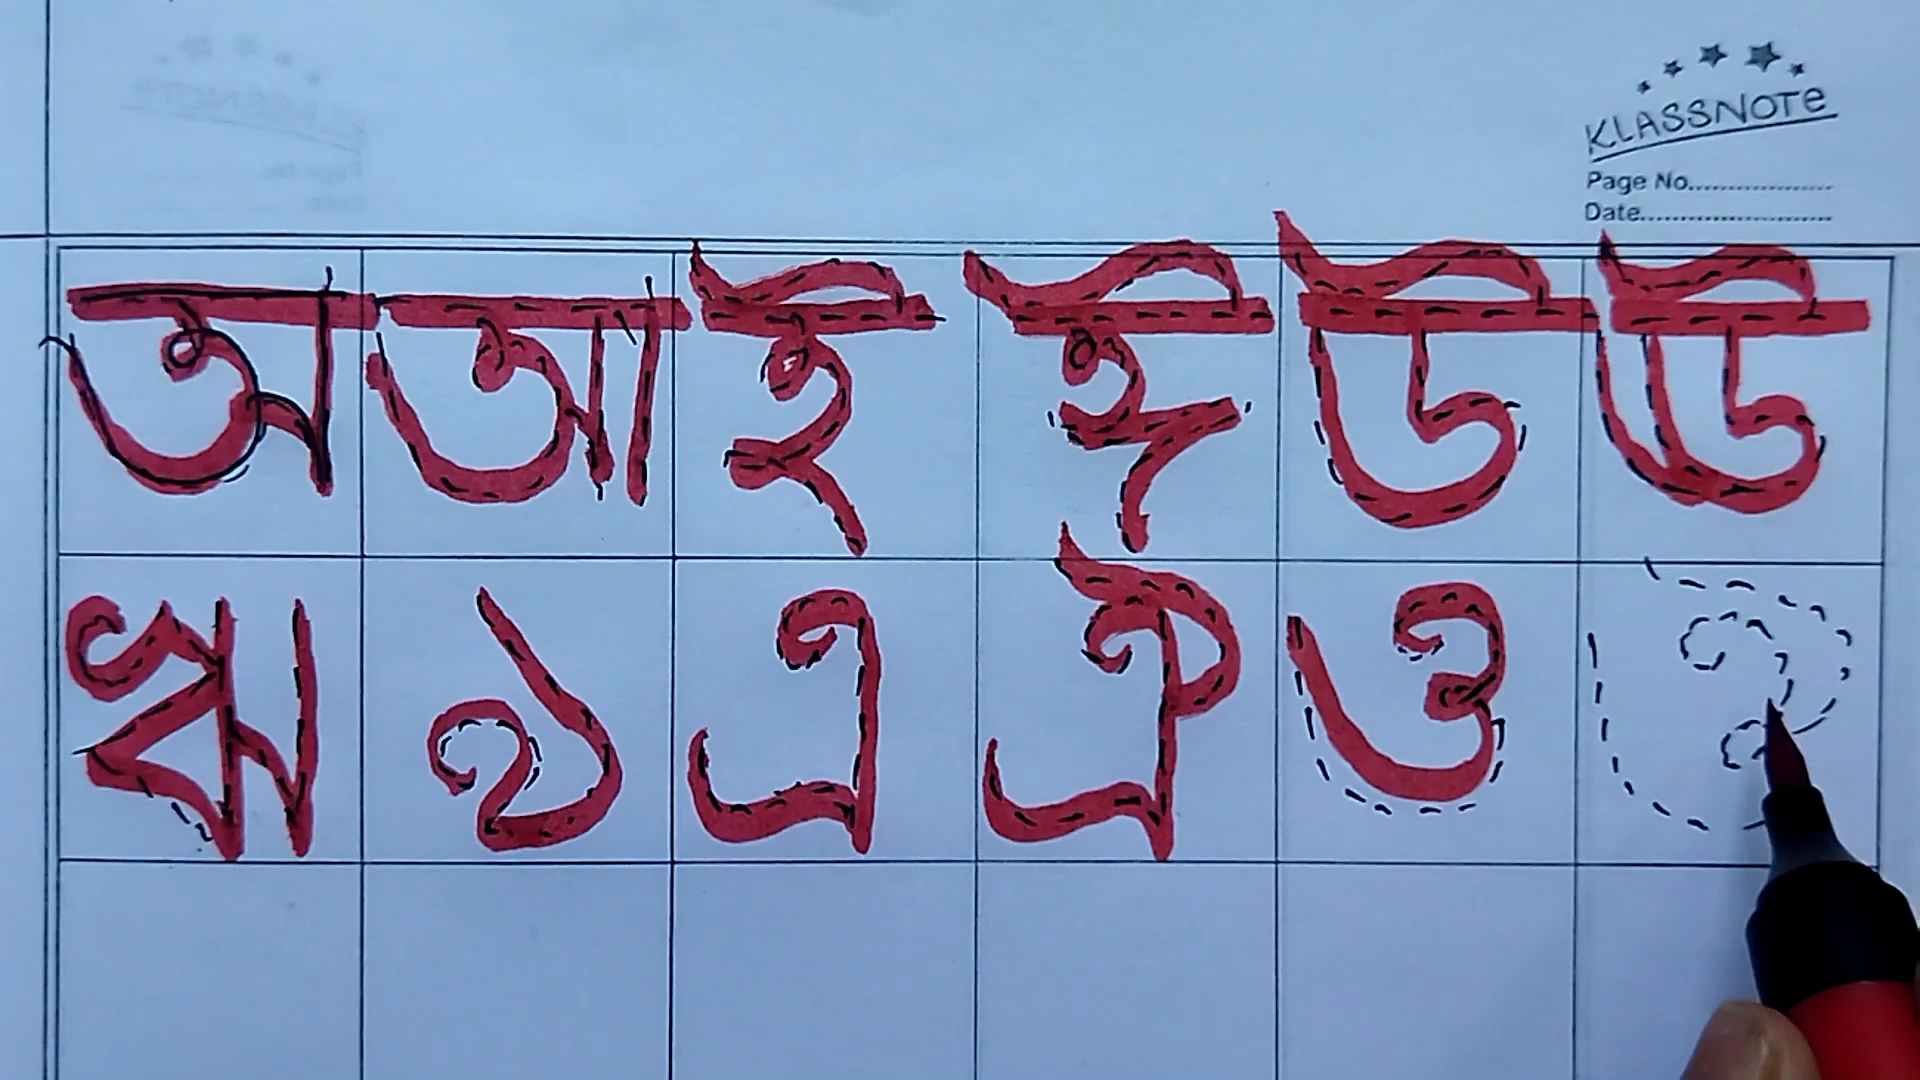 KLASSNOTE
Page No....................
Date..........................
অ আ ই ঈ উ ঊ
ঋ ঌ এ ঐ ও ঔ